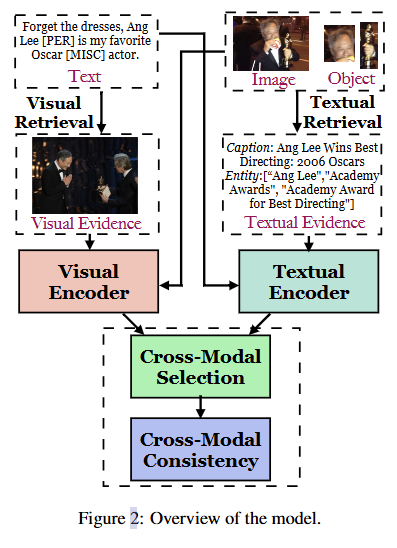 Forget the dresses, Ang
Lee [PER] is my favorite
Oscar [MISC] actor.
Text
Image
Object
Visual
Retrieval
Textual
Retrieval
Visual Evidence
Caption: Ang Lee Wins Best
Directing: 2006 Oscars
Entity:["Ang Lee","Academy
Awards", "Academy Award
for Best Directing"]
Textual Evidence
Visual
Encoder
Textual
Encoder
Cross-Modal
Selection
Cross-Modal
Consistency
Figure 2: Overview of the model.